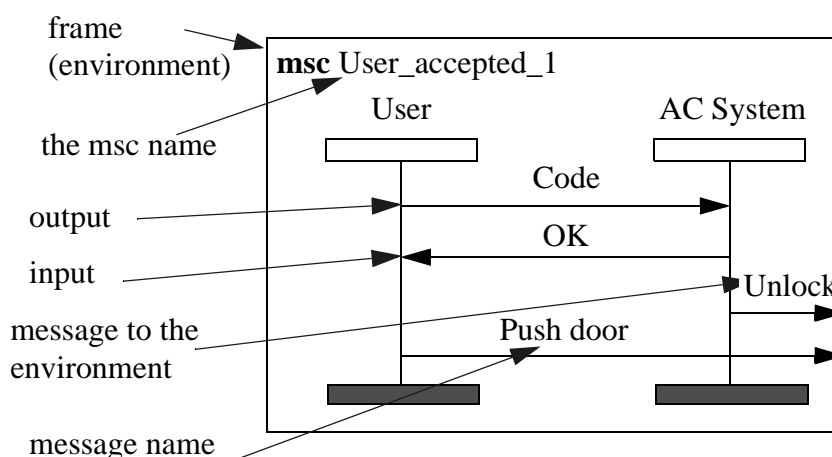 frame
(environment)
msc User_accepted_1
User
AC System
the msc name
Code
output
OK
input
Unlock
message to the
environment
Push door
message name